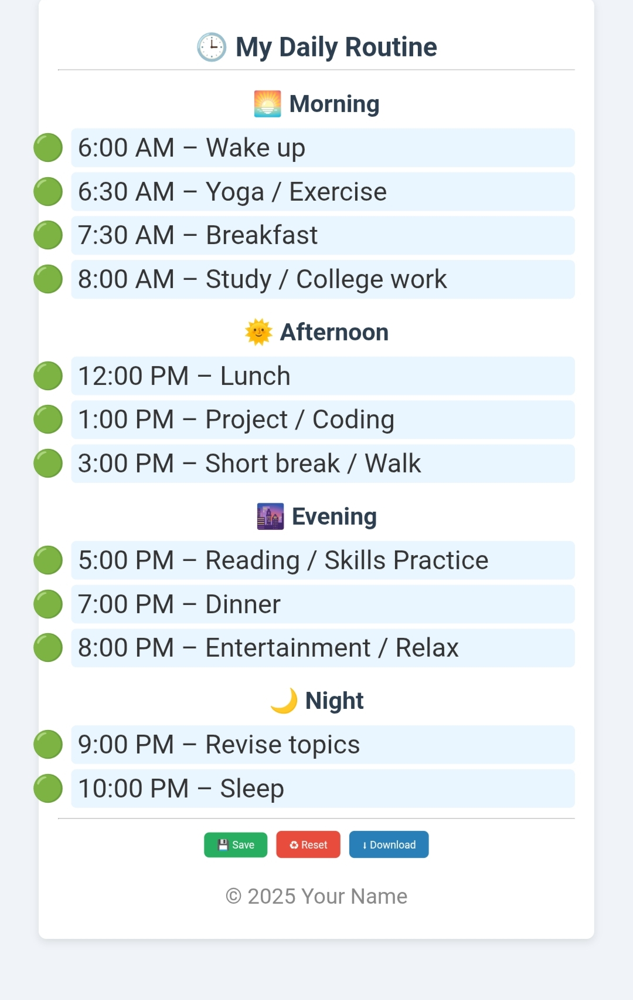 🕒 My Daily Routine
🌅 Morning
🟢 6:00 AM – Wake up
🟢 6:30 AM – Yoga / Exercise
🟢 7:30 AM – Breakfast
🟢 8:00 AM – Study / College work
🌞 Afternoon
🟢 12:00 PM – Lunch
🟢 1:00 PM – Project / Coding
🟢 3:00 PM – Short break / Walk
🌆 Evening
🟢 5:00 PM – Reading / Skills Practice
🟢 7:00 PM – Dinner
🟢 8:00 PM – Entertainment / Relax
🌙 Night
🟢 9:00 PM – Revise topics
🟢 10:00 PM – Sleep
💾 Save ♻ Reset ⬇ Download
© 2025 Your Name